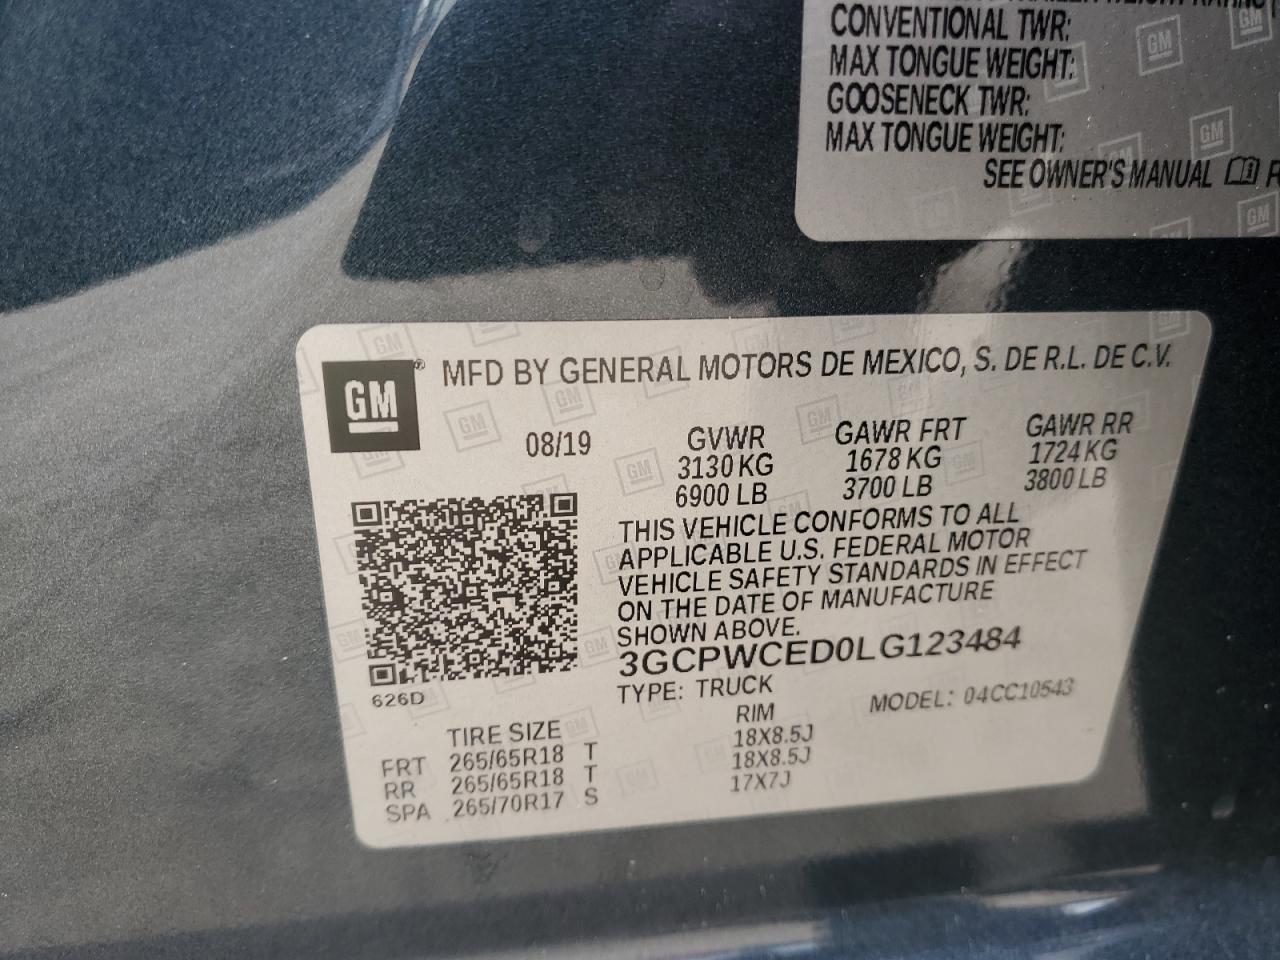 CONVENTIONAL TWR:
MAX TONGUE WEIGHT:
GOOSENECK TWR:
MAX TONGUE WEIGHT:
SEE OWNER'S MANUAL
GM® MFD BY GENERAL MOTORS DE MEXICO, S. DE R.L. DE C.V.
08/19 GVWR GAWR FRT GAWR RR
3130 KG 1678 KG 1724 KG
6900 LB 3700 LB 3800 LB
THIS VEHICLE CONFORMS TO ALL
APPLICABLE U.S. FEDERAL MOTOR
VEHICLE SAFETY STANDARDS IN EFFECT
ON THE DATE OF MANUFACTURE
SHOWN ABOVE.
3GCPWCED0LG123484
626D TYPE: TRUCK MODEL: 04CC10543
TIRE SIZE RIM
FRT 265/65R18 T 18X8.5J
RR 265/65R18 T 18X8.5J
SPA 265/70R17 S 17X7J